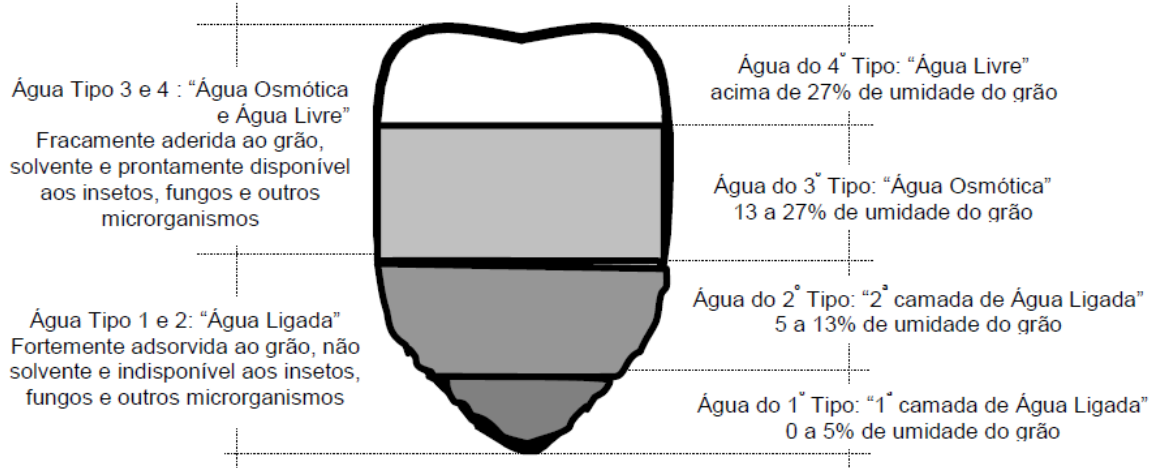 Água Tipo 3 e 4 : “Água Osmótica
e Água Livre”
Fracamente aderida ao grão,
solvente e prontamente disponível
aos insetos, fungos e outros
microrganismos
Água Tipo 1 e 2: “Água Ligada”
Fortemente adsorvida ao grão, não
solvente e indisponível aos insetos,
fungos e outros microrganismos
Água do 4º Tipo: “Água Livre”
acima de 27% de umidade do grão
Água do 3º Tipo: “Água Osmótica”
13 a 27% de umidade do grão
Água do 2º Tipo: “2ª camada de Água Ligada”
5 a 13% de umidade do grão
Água do 1º Tipo: “1ª camada de Água Ligada”
0 a 5% de umidade do grão